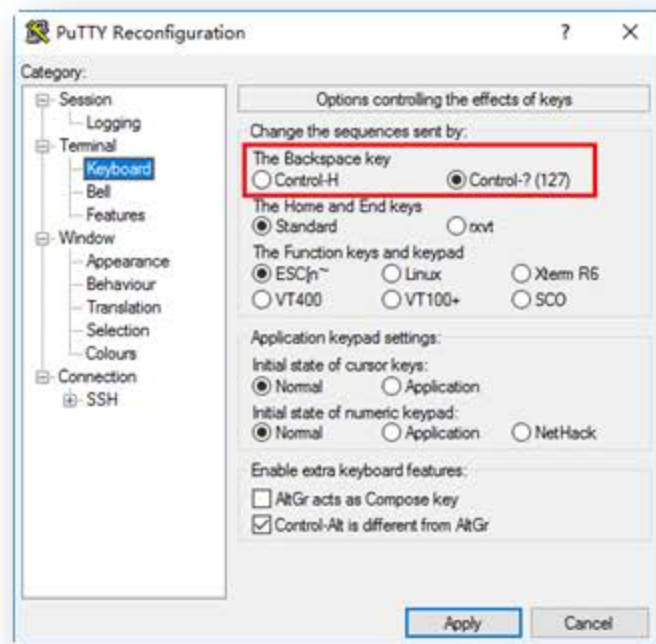 PuTTY Reconfiguration
Category:
Session
Logging
Terminal
Keyboard
Bell
Features
Window
Appearance
Behaviour
Translation
Selection
Colours
Connection
SSH
Options controlling the effects of keys
Change the sequences sent by:
The Backspace key
Control-H Control-? (127)
The Home and End keys
Standard rxvt
The Function keys and keypad
ESC[n~ Linux Xterm R6
VT400 VT100+ SCO
Application keypad settings:
Initial state of cursor keys:
Normal Application
Initial state of numeric keypad:
Normal Application NetHack
Enable extra keyboard features:
AltGr acts as Compose key
Control-Alt is different from AltGr
Apply Cancel